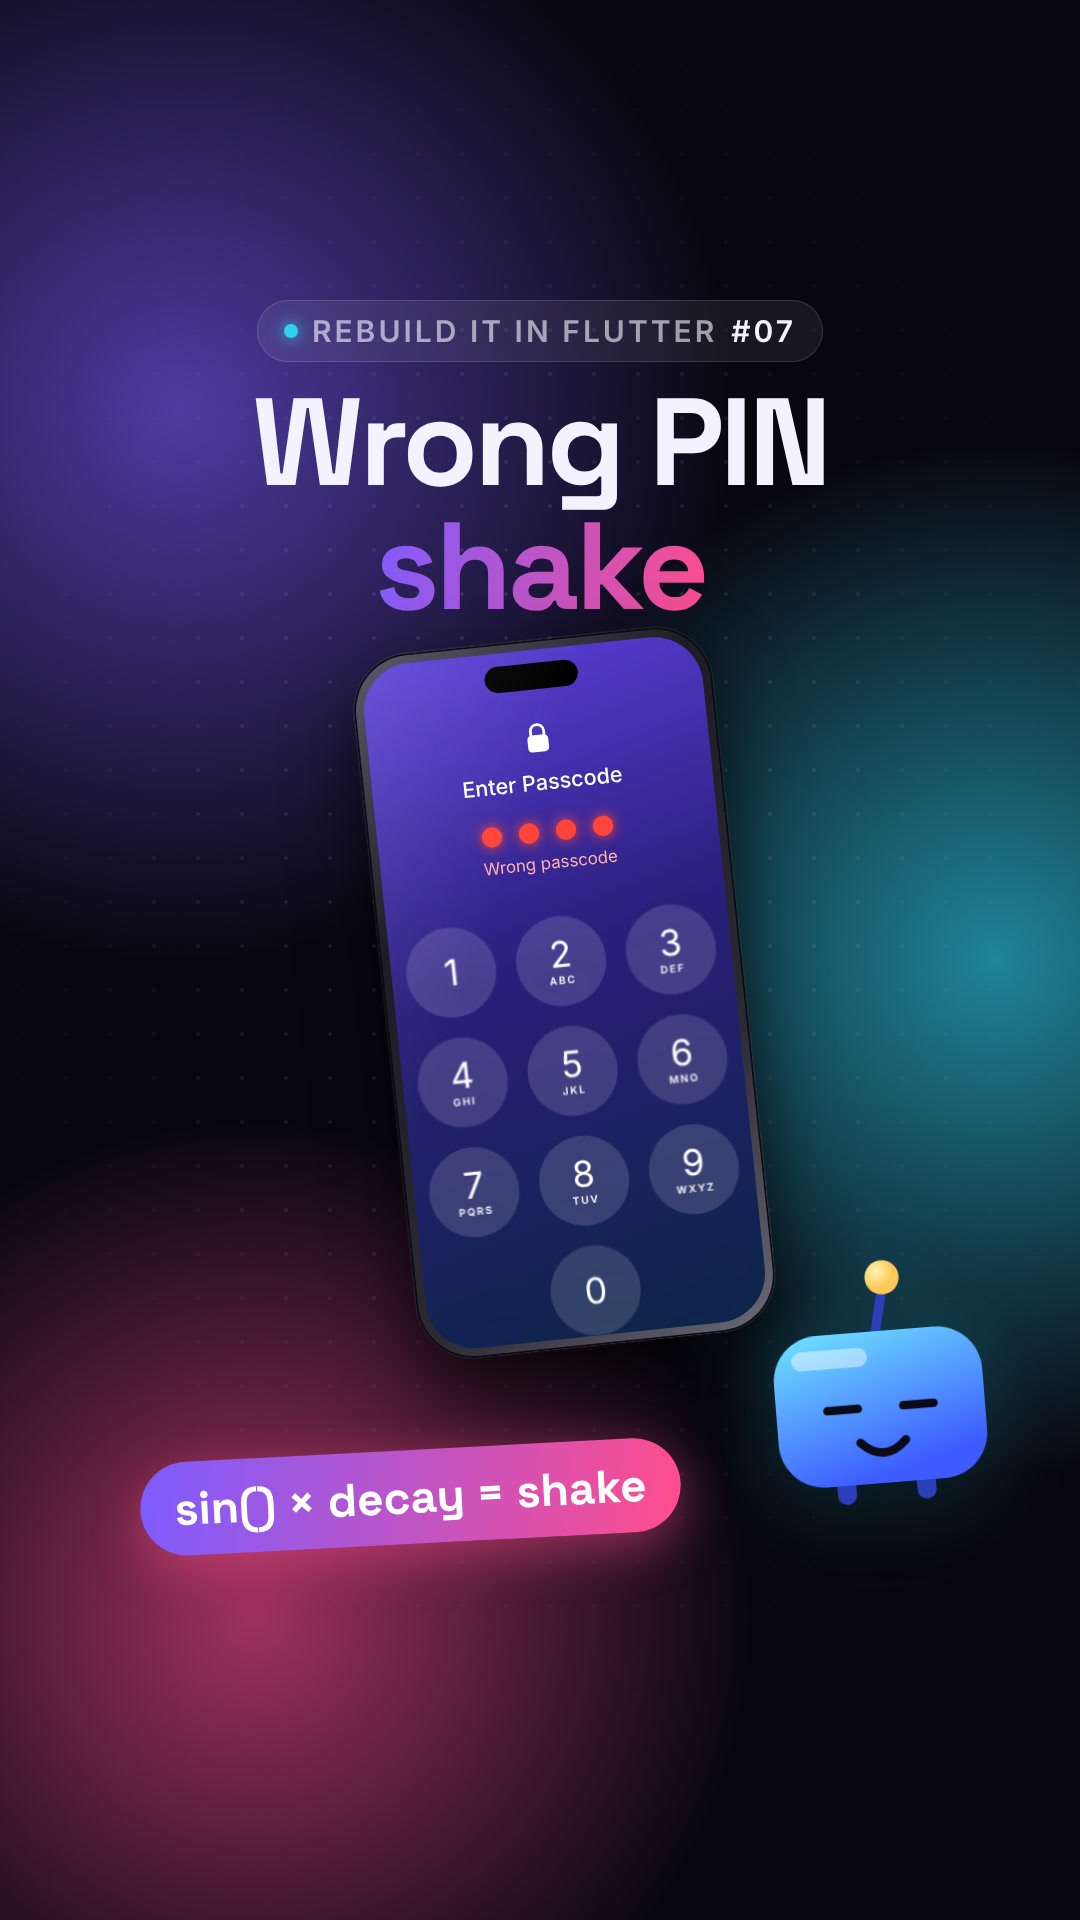 REBUILD IT IN FLUTTER #07
Wrong PIN
shake
Enter Passcode
Wrong passcode
1
2
ABC
3
DEF
4
GHI
5
JKL
6
MNO
7
PQRS
8
TUV
9
WXYZ
0
sin() × decay = shake